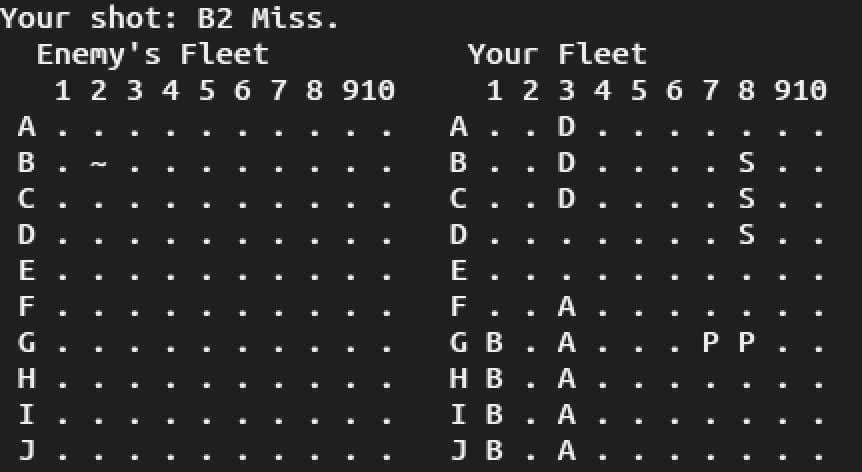 Your shot: B2 Miss.
  Enemy's Fleet           Your Fleet
   1 2 3 4 5 6 7 8 910     1 2 3 4 5 6 7 8 910
 A . . . . . . . . . .   A . . D . . . . . . .
 B . ~ . . . . . . . .   B . . D . . . . S . .
 C . . . . . . . . . .   C . . D . . . . S . .
 D . . . . . . . . . .   D . . . . . . . S . .
 E . . . . . . . . . .   E . . . . . . . . . .
 F . . . . . . . . . .   F . . A . . . . . . .
 G . . . . . . . . . .   G B . A . . . P P . .
 H . . . . . . . . . .   H B . A . . . . . . .
 I . . . . . . . . . .   I B . A . . . . . . .
 J . . . . . . . . . .   J B . A . . . . . . .